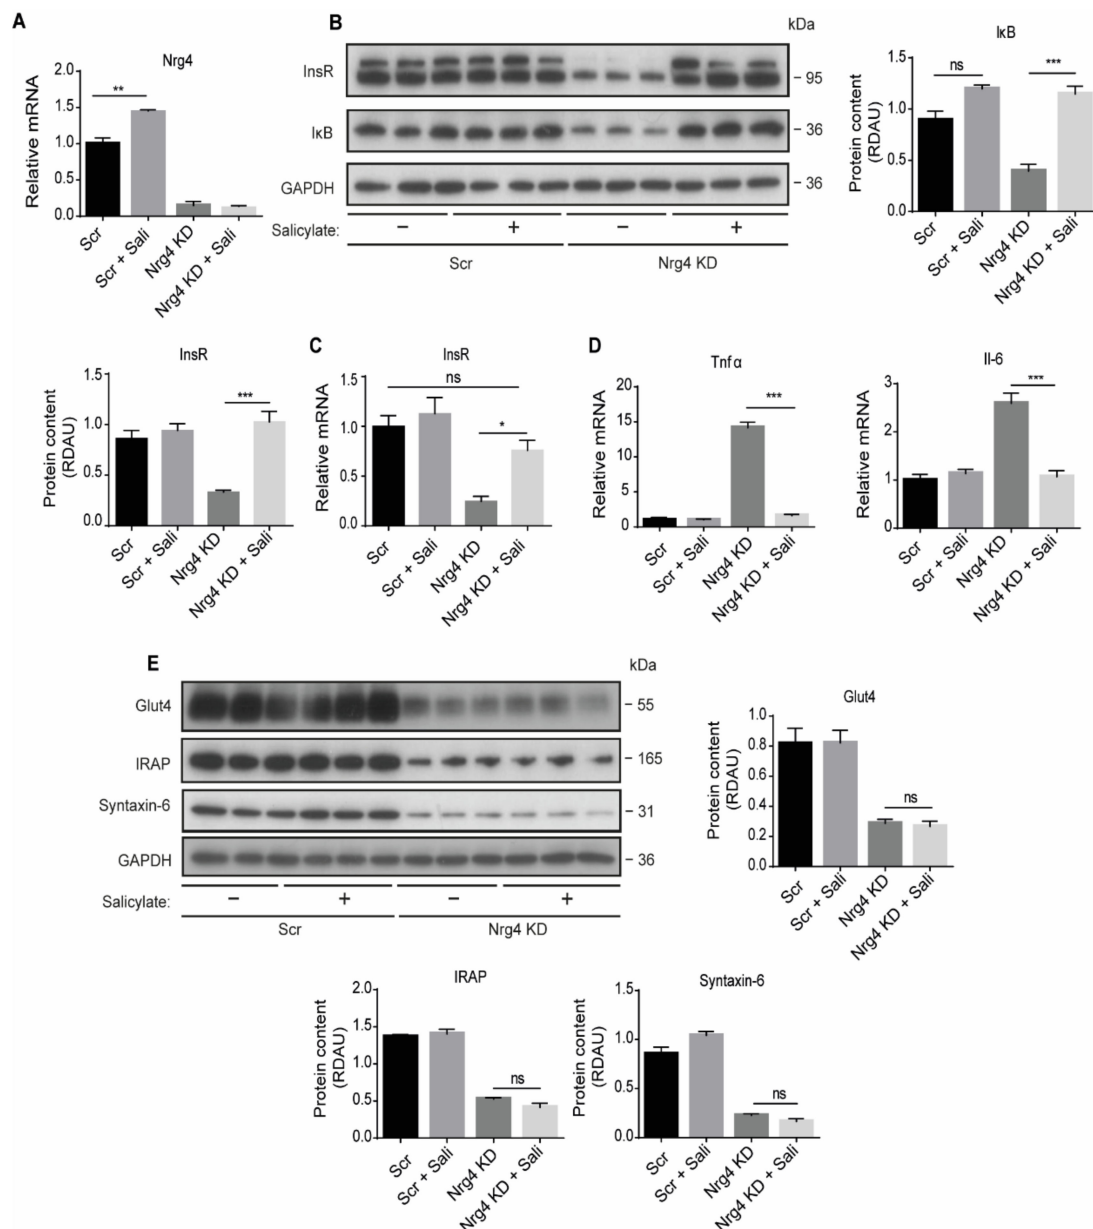 A
Nrg4
Relative mRNA
2.0
1.5
1.0
0.5
0.0
**
Scr
Scr + Sali
Nrg4 KD
Nrg4 KD + Sali
B
kDa
InsR
95
IκB
36
GAPDH
36
Salicylate:
− + − +
Scr Nrg4 KD
IκB
Protein content
(RDAU)
1.5
1.0
0.5
0.0
ns
***
Scr
Scr + Sali
Nrg4 KD
Nrg4 KD + Sali
InsR
Protein content
(RDAU)
1.5
1.0
0.5
0.0
***
Scr
Scr + Sali
Nrg4 KD
Nrg4 KD + Sali
C
InsR
Relative mRNA
1.5
1.0
0.5
0.0
ns
*
Scr
Scr + Sali
Nrg4 KD
Nrg4 KD + Sali
D
Tnf α
Relative mRNA
20
15
10
5
0
***
Scr
Scr + Sali
Nrg4 KD
Nrg4 KD + Sali
Il-6
Relative mRNA
3
2
1
0
***
Scr
Scr + Sali
Nrg4 KD
Nrg4 KD + Sali
E
kDa
Glut4
55
IRAP
165
Syntaxin-6
31
GAPDH
36
Salicylate:
− + − +
Scr Nrg4 KD
Glut4
Protein content
(RDAU)
1.0
0.8
0.6
0.4
0.2
0.0
ns
Scr
Scr + Sali
Nrg4 KD
Nrg4 KD + Sali
IRAP
Protein content
(RDAU)
2.0
1.5
1.0
0.5
0.0
ns
Scr
Scr + Sali
Nrg4 KD
Nrg4 KD + Sali
Syntaxin-6
Protein content
(RDAU)
1.5
1.0
0.5
0.0
ns
Scr
Scr + Sali
Nrg4 KD
Nrg4 KD + Sali